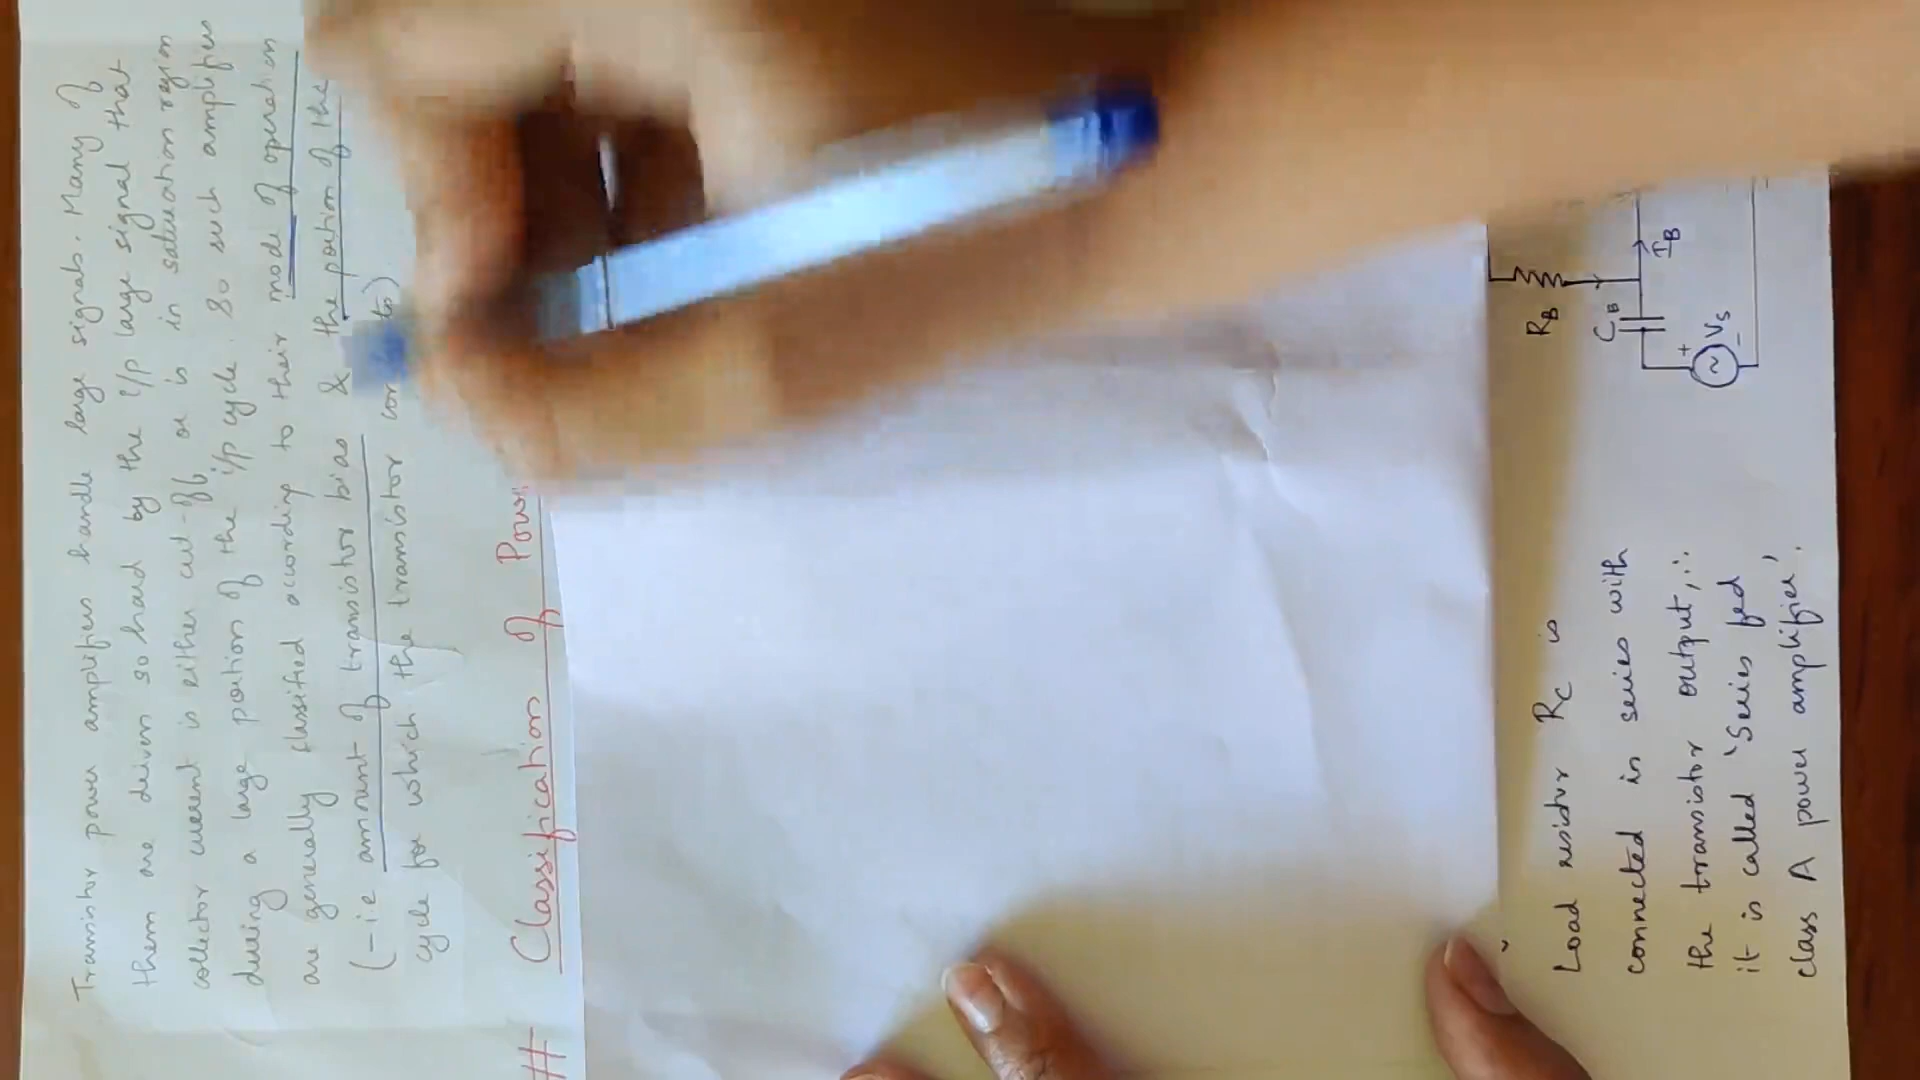 Transistor power amplifiers handle large signals. Many of
them are driven so hard by the i/p large signal that
collector current is either cut-off or is in saturation region
during a large portion of the i/p cycle. So such amplifiers
are generally classified according to their mode of operation
(-ie amount of transistor bias & the portion of the
cycle for which the transistor to)
# Classification of
RB
CB
IB
+ VS -
Load resistor RC is
connected in series with
the transistor output, ∴
it is called 'Series fed
class A power amplifier'.